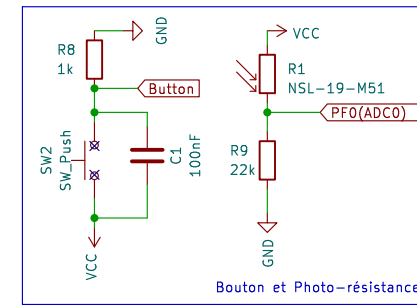 GND
R8
1k
Button
SW2
SW_Push
C1
100nF
VCC
VCC
R1
NSL-19-M51
PF0(ADC0)
R9
22k
GND
Bouton et Photo-résistance